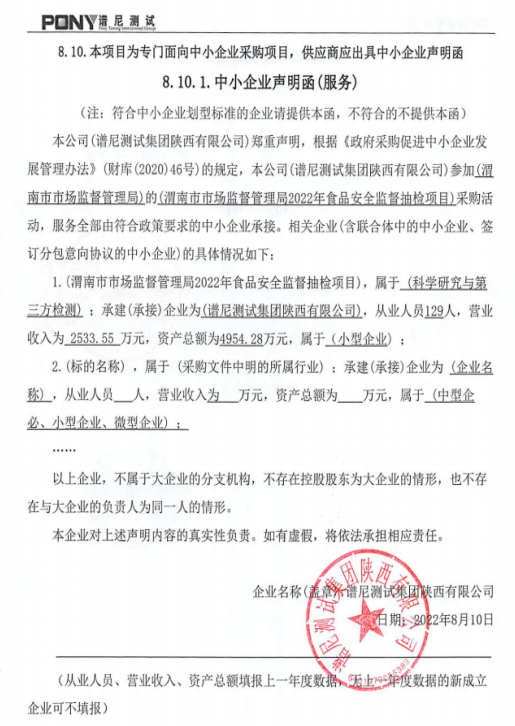 PONY谱尼测试
Pony Testing International Group
8.10.本项目为专门面向中小企业采购项目，供应商应出具中小企业声明函
8.10.1.中小企业声明函(服务)
（注：符合中小企业划型标准的企业请提供本函，不符合的不提供本函）
本公司(谱尼测试集团陕西有限公司)郑重声明，根据《政府采购促进中小企业发
展管理办法》(财库(2020)46号)的规定，本公司(谱尼测试集团陕西有限公司)参加(渭
南市市场监督管理局)的(渭南市市场监督管理局2022年食品安全监督抽检项目)采购活
动，服务全部由符合政策要求的中小企业承接。相关企业(含联合体中的中小企业、签
订分包意向协议的中小企业)的具体情况如下：
1.(渭南市市场监督管理局2022年食品安全监督抽检项目)，属于（科学研究与第
三方检测）；承建(承接)企业为(谱尼测试集团陕西有限公司)，从业人员129人，营业
收入为 2533.55 万元，资产总额为4954.28万元，属于（小型企业）；
2.(标的名称)，属于（采购文件中明的所属行业）；承建(承接)企业为（企业名
称），从业人员__人，营业收入为__万元，资产总额为___万元，属于（中型企
必、小型企业、微型企业）；
……
以上企业，不属于大企业的分支机构，不存在控股股东为大企业的情形，也不存
在与大企业的负责人为同一人的情形。
本企业对上述声明内容的真实性负责。如有虚假，将依法承担相应责任。
企业名称(盖章)谱尼测试集团陕西有限公司
日期：2022年8月10日
谱尼测试集团陕西有限公司
（从业人员、营业收入、资产总额填报上一年度数据，无上一年度数据的新成立
企业可不填报）